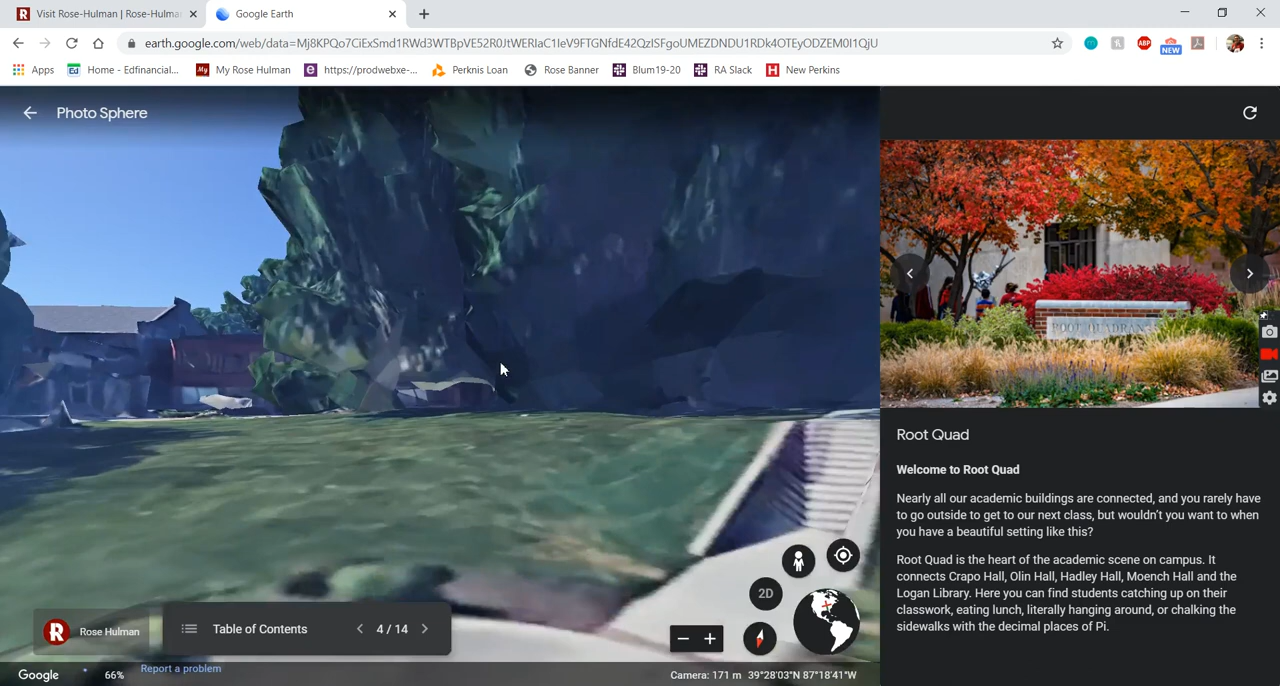 Visit Rose-Hulman | Rose-Hulma
Google Earth
earth.google.com/web/data=Mj8KPQo7CiExSmd1RWd3WTBpVE52R0JtWERIaC1IeV9FTGNfdE42QzISFgoUMEZDNDU1RDk4OTEyODZEM0I1QjU
NEW
Apps
Home - Edfinancial...
My Rose Hulman
https://prodwebxe-...
Perknis Loan
Rose Banner
Blum19-20
RA Slack
New Perkins
Photo Sphere
ROOT QUADRANGLE
Root Quad
Welcome to Root Quad
Nearly all our academic buildings are connected, and you rarely have
to go outside to get to our next class, but wouldn't you want to when
you have a beautiful setting like this?
Root Quad is the heart of the academic scene on campus. It
connects Crapo Hall, Olin Hall, Hadley Hall, Moench Hall and the
Logan Library. Here you can find students catching up on their
classwork, eating lunch, literally hanging around, or chalking the
sidewalks with the decimal places of Pi.
2D
Rose Hulman
Table of Contents
4 / 14
Google
66%
Report a problem
Camera: 171 m 39°28'03"N 87°18'41"W